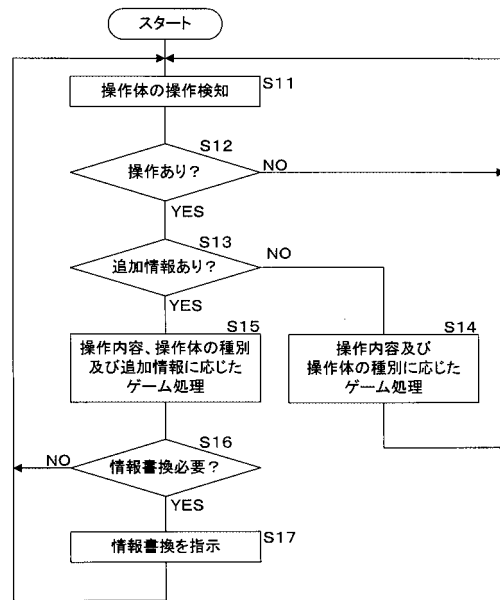 スタート
操作体の操作検知
S11
S12
操作あり？
NO
YES
S13
追加情報あり？
NO
YES
S15
操作内容、操作体の種別
及び追加情報に応じた
ゲーム処理
S14
操作内容及び
操作体の種別に応じた
ゲーム処理
S16
NO
情報書換必要？
YES
情報書換を指示
S17